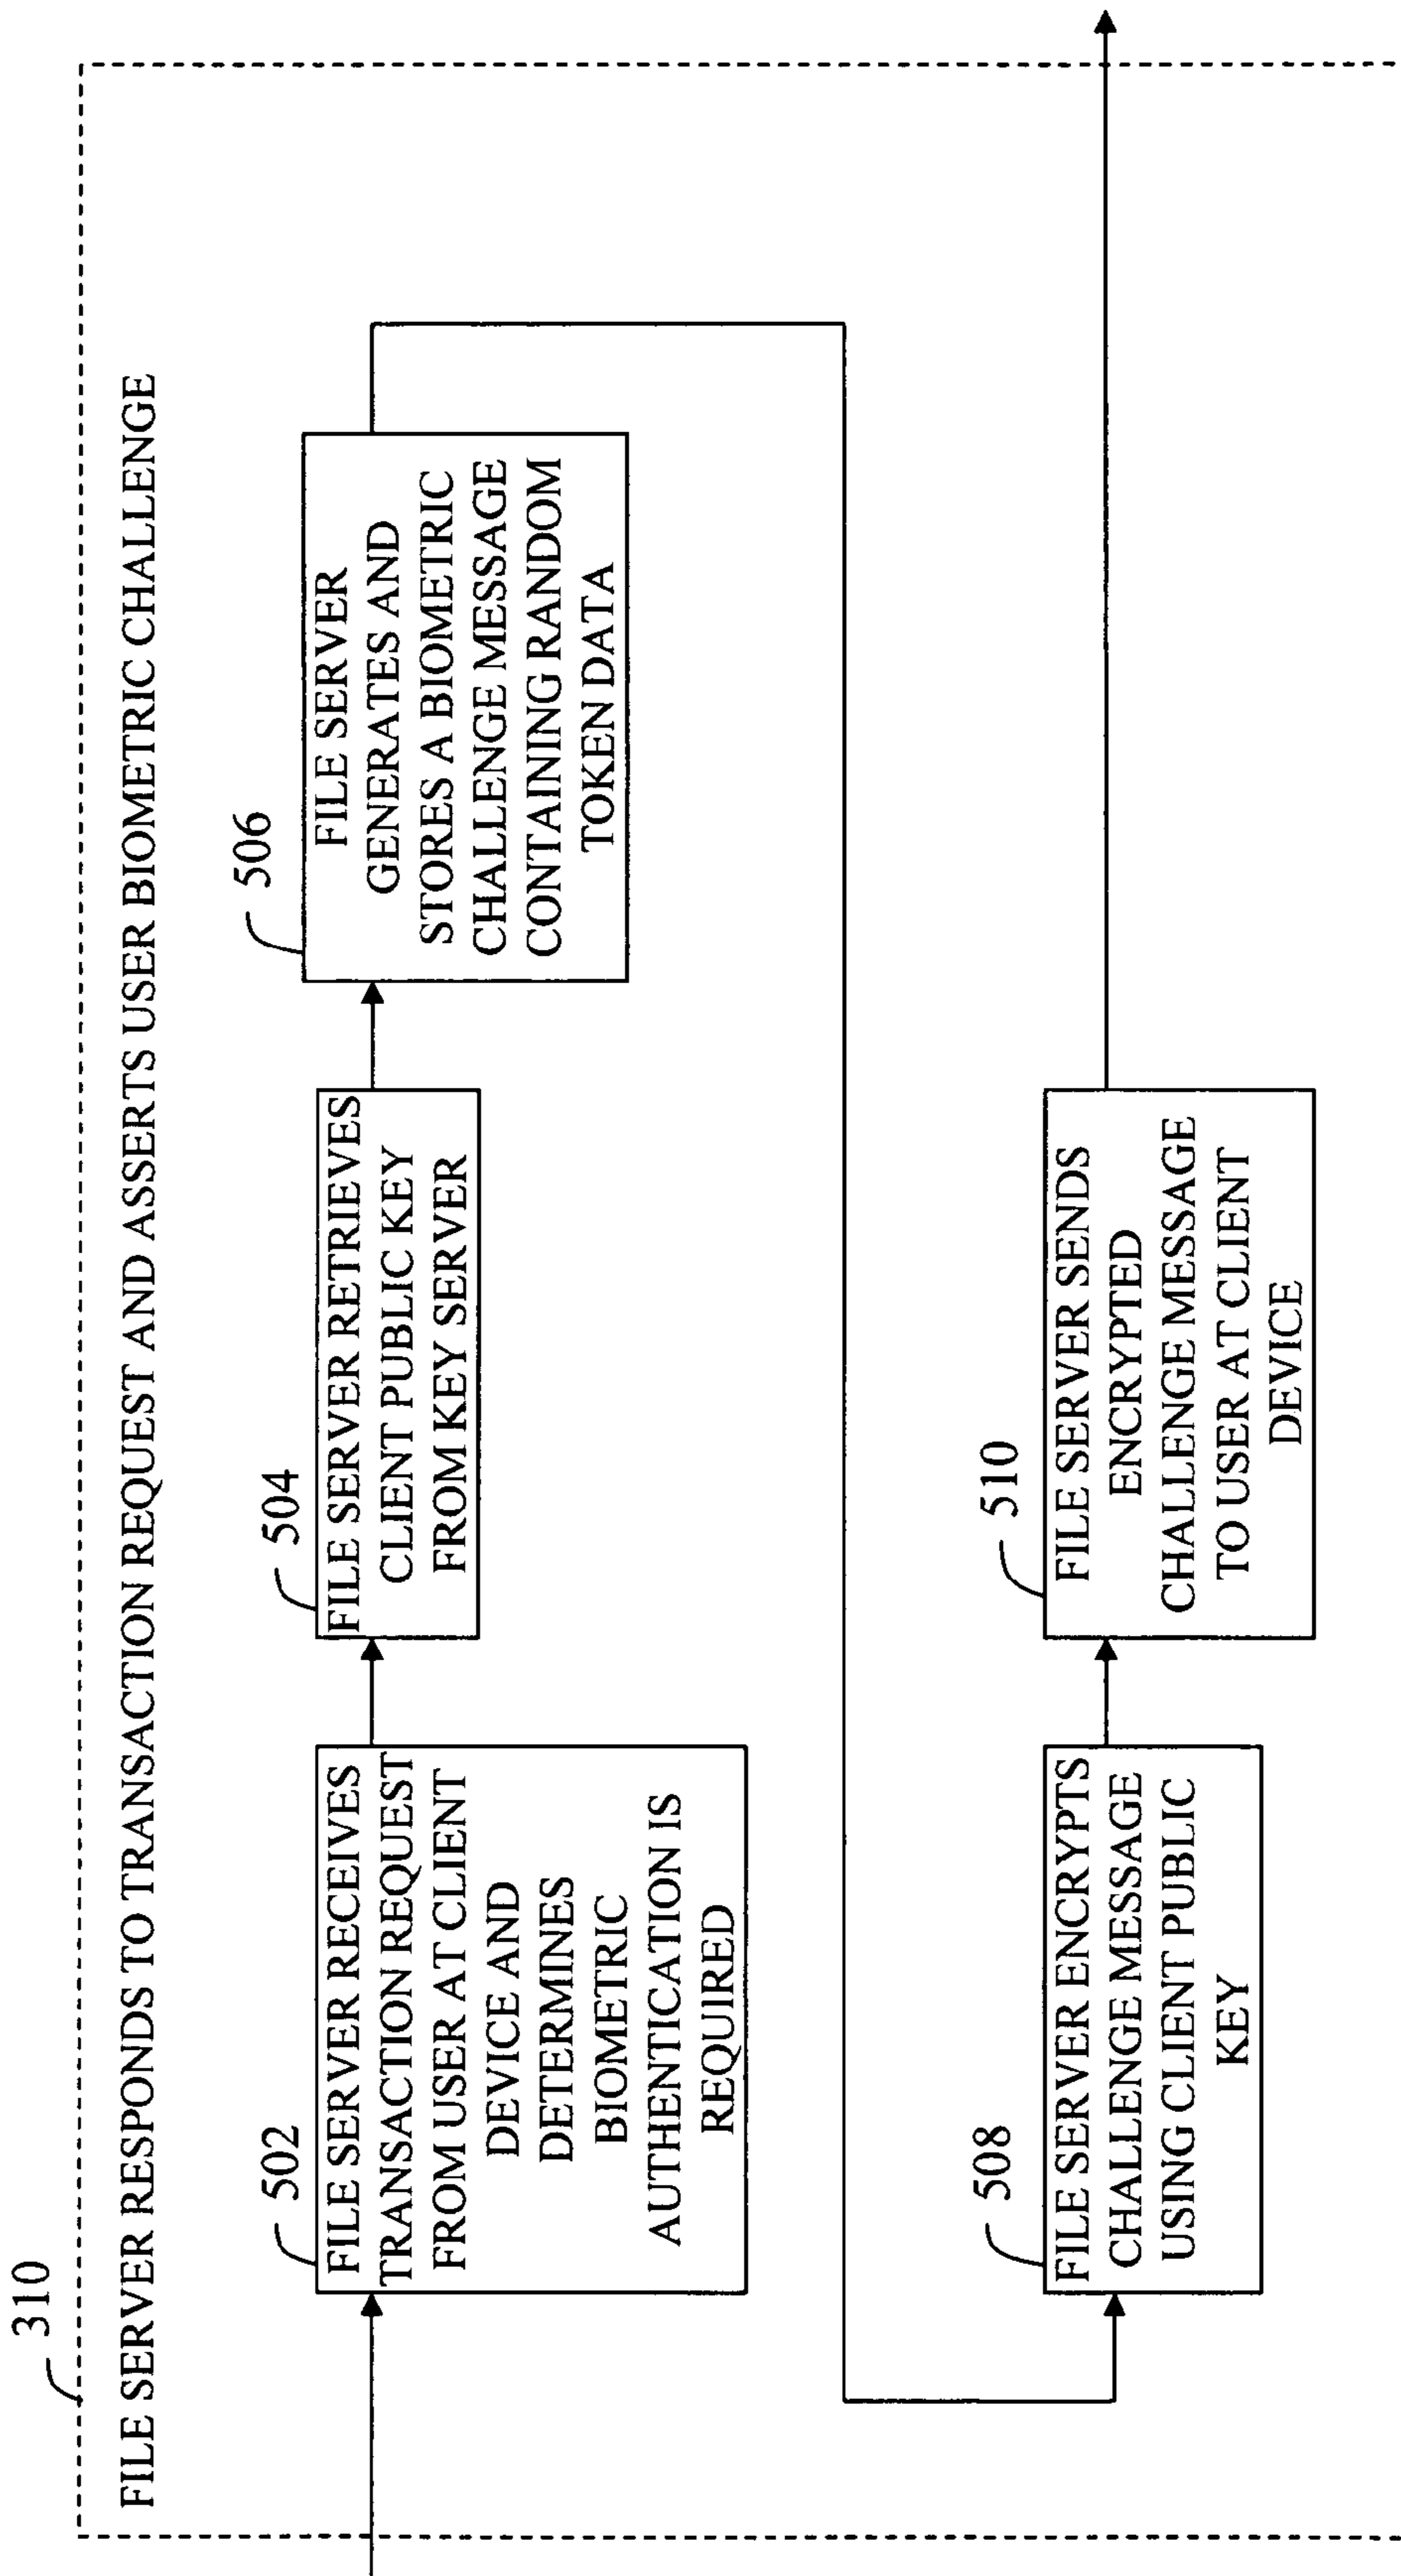 310
FILE SERVER RESPONDS TO TRANSACTION REQUEST AND ASSERTS USER BIOMETRIC CHALLENGE
502
FILE SERVER RECEIVES
TRANSACTION REQUEST
FROM USER AT CLIENT
DEVICE AND
DETERMINES
BIOMETRIC
AUTHENTICATION IS
REQUIRED
504
FILE SERVER RETRIEVES
CLIENT PUBLIC KEY
FROM KEY SERVER
506
FILE SERVER
GENERATES AND
STORES A BIOMETRIC
CHALLENGE MESSAGE
CONTAINING RANDOM
TOKEN DATA
508
FILE SERVER ENCRYPTS
CHALLENGE MESSAGE
USING CLIENT PUBLIC
KEY
510
FILE SERVER SENDS
ENCRYPTED
CHALLENGE MESSAGE
TO USER AT CLIENT
DEVICE